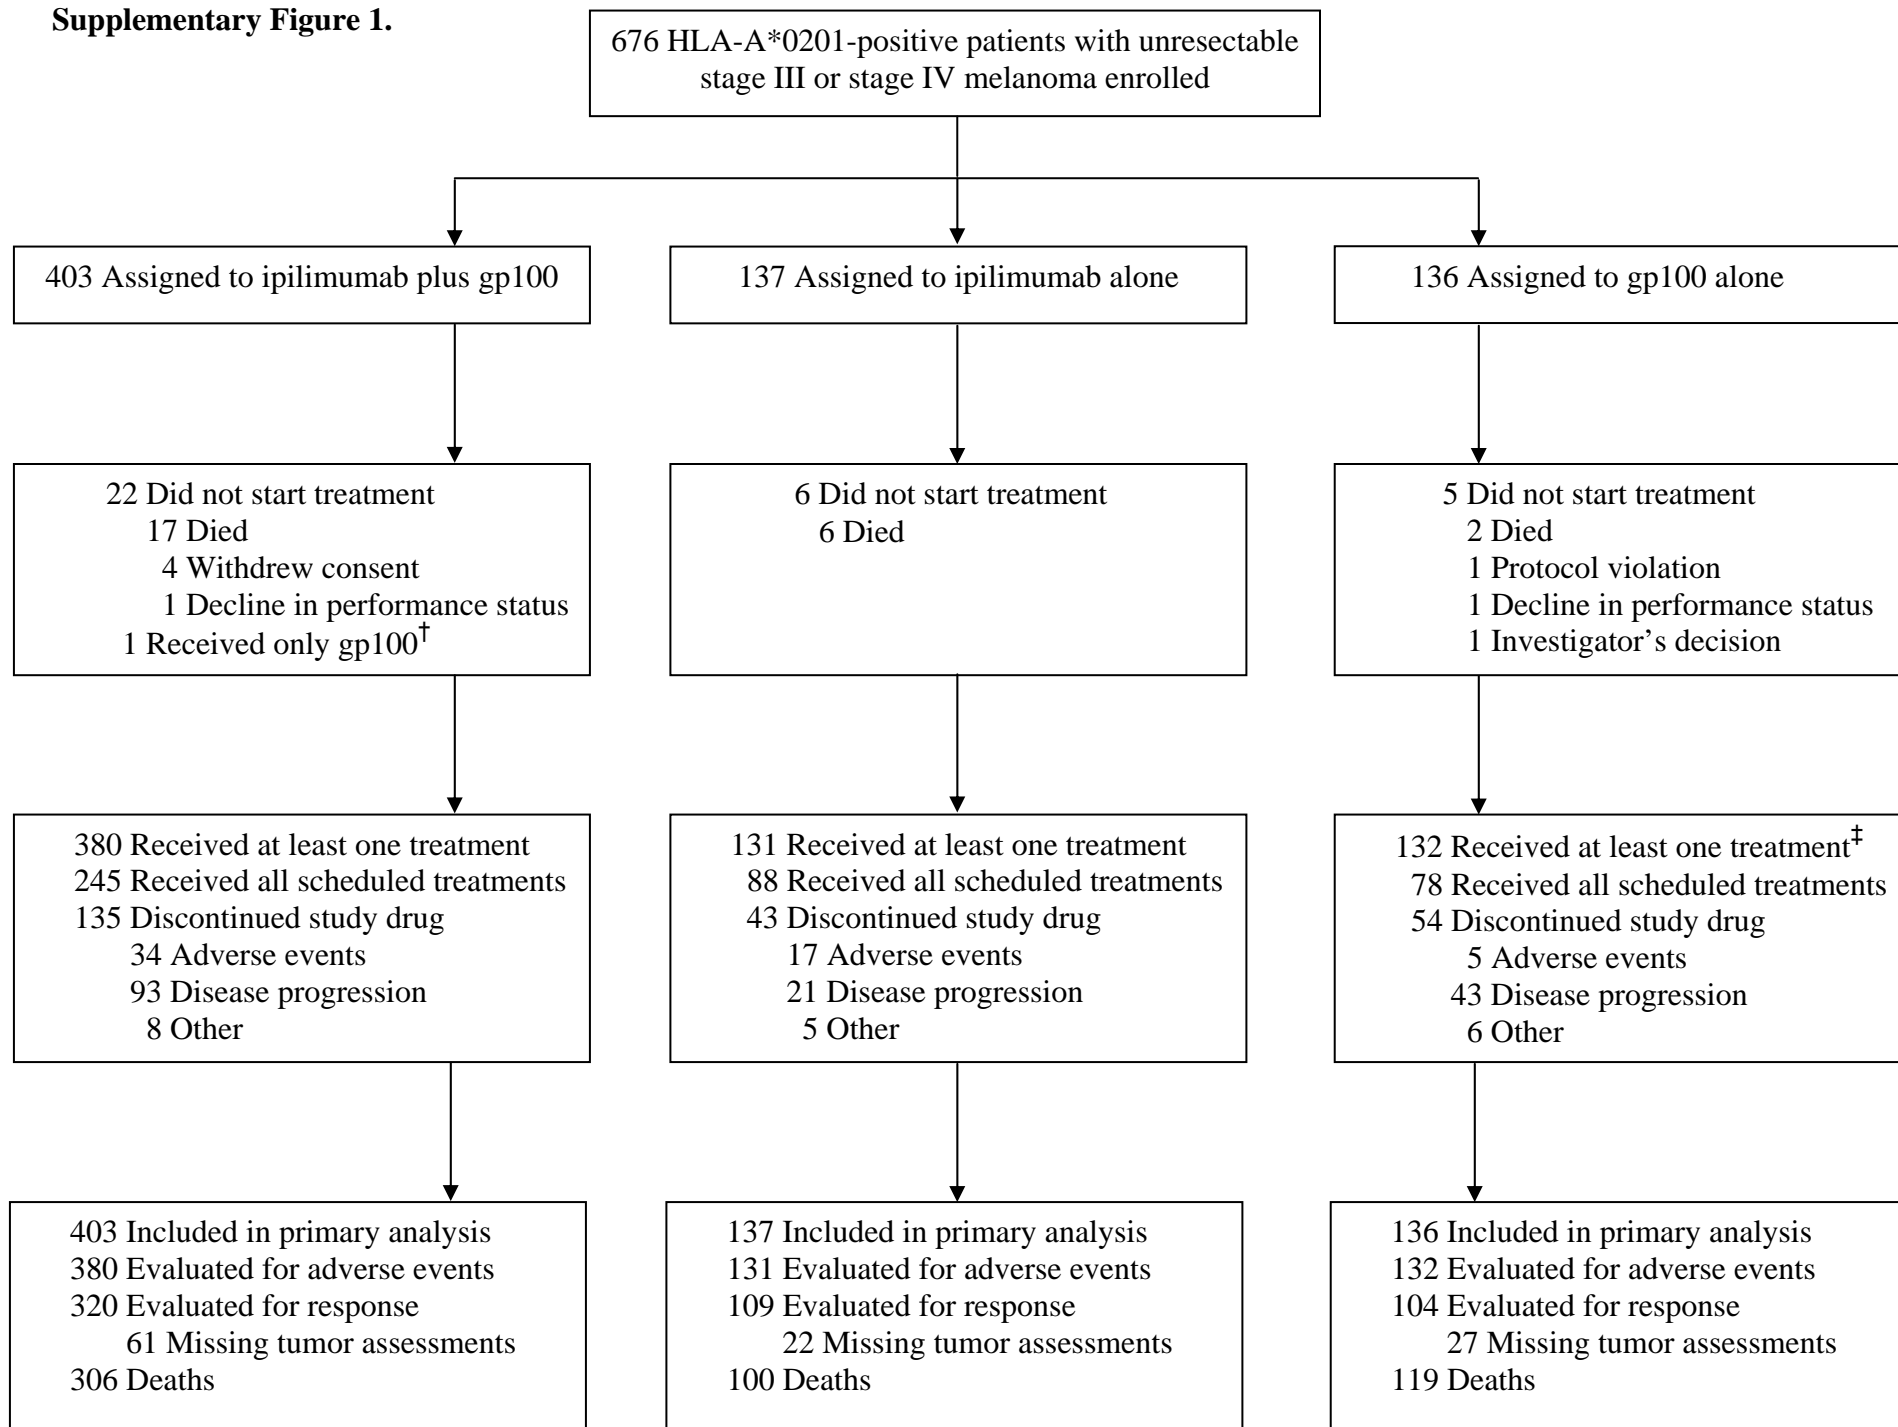 Supplementary Figure 1.
676 HLA-A*0201-positive patients with unresectable
stage III or stage IV melanoma enrolled
403 Assigned to ipilimumab plus gp100
137 Assigned to ipilimumab alone
136 Assigned to gp100 alone
22 Did not start treatment
17 Died
4 Withdrew consent
1 Decline in performance status
1 Received only gp100†
6 Did not start treatment
6 Died
5 Did not start treatment
2 Died
1 Protocol violation
1 Decline in performance status
1 Investigator’s decision
380 Received at least one treatment
245 Received all scheduled treatments
135 Discontinued study drug
34 Adverse events
93 Disease progression
8 Other
131 Received at least one treatment
88 Received all scheduled treatments
43 Discontinued study drug
17 Adverse events
21 Disease progression
5 Other
132 Received at least one treatment‡
78 Received all scheduled treatments
54 Discontinued study drug
5 Adverse events
43 Disease progression
6 Other
403 Included in primary analysis
380 Evaluated for adverse events
320 Evaluated for response
61 Missing tumor assessments
306 Deaths
137 Included in primary analysis
131 Evaluated for adverse events
109 Evaluated for response
22 Missing tumor assessments
100 Deaths
136 Included in primary analysis
132 Evaluated for adverse events
104 Evaluated for response
27 Missing tumor assessments
119 Deaths